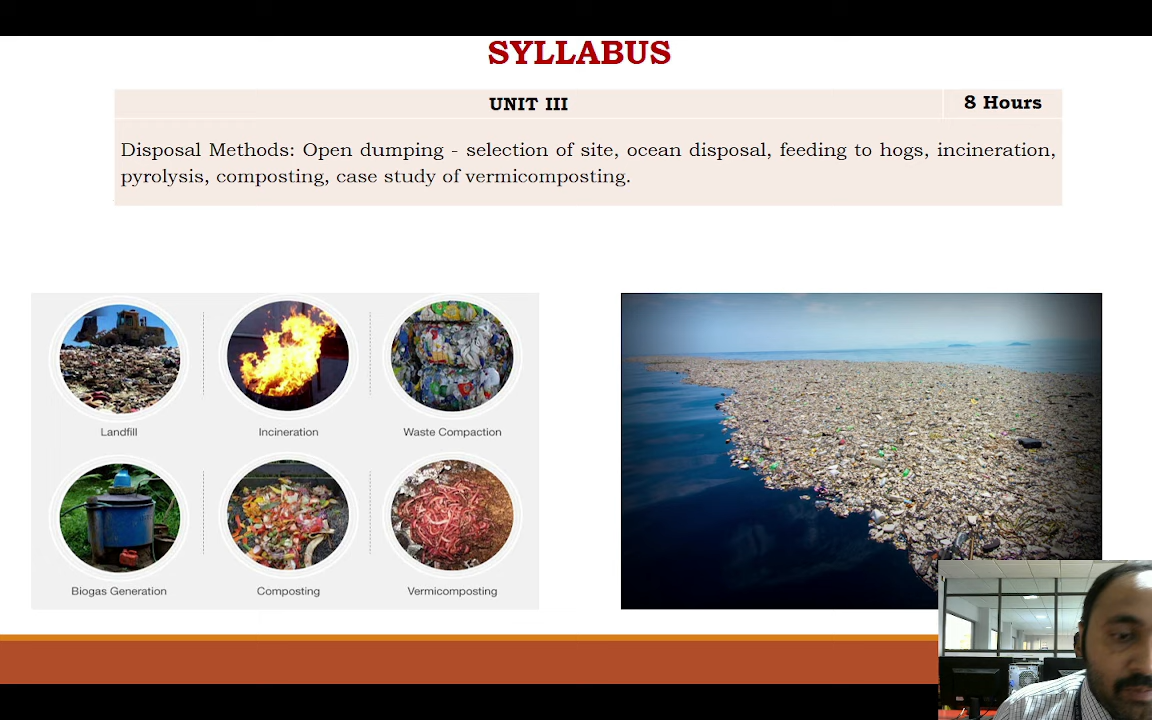 SYLLABUS
UNIT III
8 Hours
Disposal Methods: Open dumping - selection of site, ocean disposal, feeding to hogs, incineration,
pyrolysis, composting, case study of vermicomposting.
Landfill
Incineration
Waste Compaction
Biogas Generation
Composting
Vermicomposting